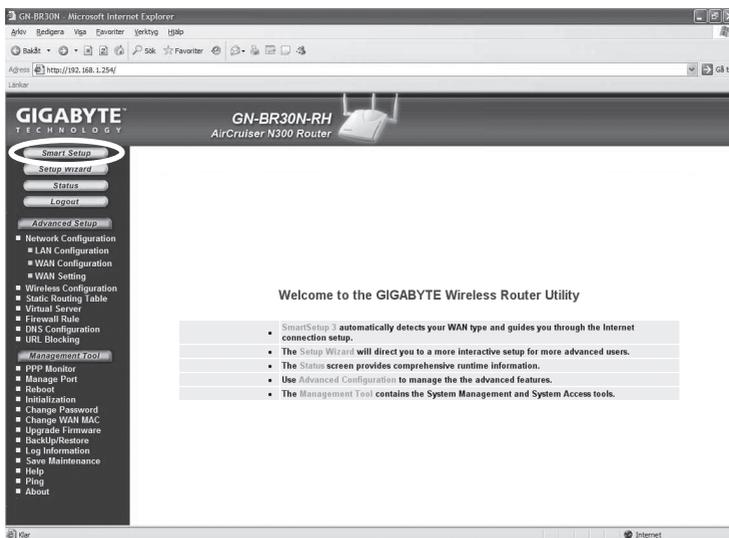 GN-BR30N - Microsoft Internet Explorer
Arkiv Redigera Visa Favoriter Verktyg Hjälp
Bakåt Sök Favoriter
Adress http://192.168.1.254/ Gå t
Länkar
GIGABYTE™
TECHNOLOGY
GN-BR30N-RH
AirCruiser N300 Router
Smart Setup
Setup Wizard
Status
Logout
Advanced Setup
Network Configuration
LAN Configuration
WAN Configuration
WAN Setting
Wireless Configuration
Static Routing Table
Virtual Server
Firewall Rule
DNS Configuration
URL Blocking
Management Tool
PPP Monitor
Manage Port
Reboot
Initialization
Change Password
Change WAN MAC
Upgrade Firmware
BackUp/Restore
Log Information
Save Maintenance
Help
Ping
About
Welcome to the GIGABYTE Wireless Router Utility
SmartSetup 3 automatically detects your WAN type and guides you through the Internet
connection setup.
The Setup Wizard will direct you to a more interactive setup for more advanced users.
The Status screen provides comprehensive runtime information.
Use Advanced Configuration to manage the the advanced features.
The Management Tool contains the System Management and System Access tools.
Klar Internet